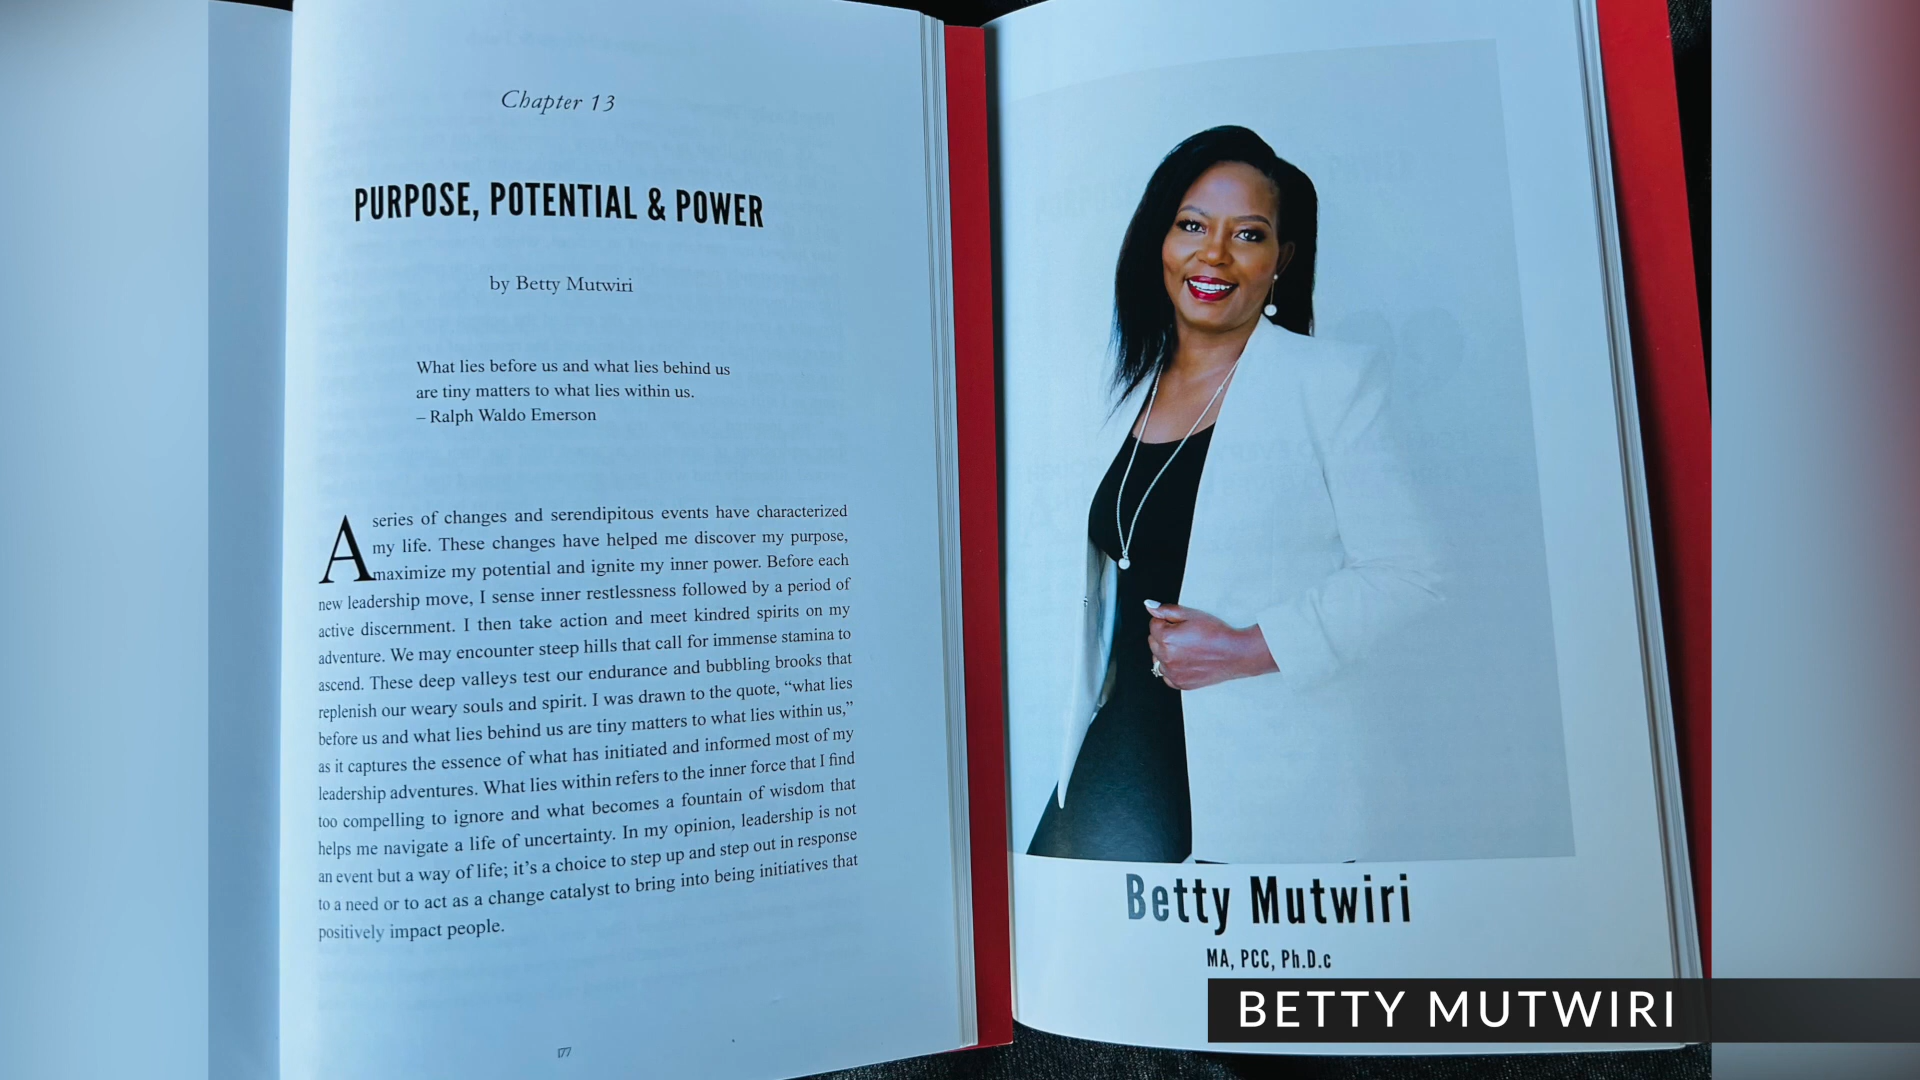 Chapter 13
PURPOSE, POTENTIAL & POWER
by Betty Mutwiri
What lies before us and what lies behind us
are tiny matters to what lies within us.
– Ralph Waldo Emerson
A series of changes and serendipitous events have characterized
my life. These changes have helped me discover my purpose,
maximize my potential and ignite my inner power. Before each
new leadership move, I sense inner restlessness followed by a period of
active discernment. I then take action and meet kindred spirits on my
adventure. We may encounter steep hills that call for immense stamina to
ascend. These deep valleys test our endurance and bubbling brooks that
replenish our weary souls and spirit. I was drawn to the quote, “what lies
before us and what lies behind us are tiny matters to what lies within us,”
as it captures the essence of what has initiated and informed most of my
leadership adventures. What lies within refers to the inner force that I find
too compelling to ignore and what becomes a fountain of wisdom that
helps me navigate a life of uncertainty. In my opinion, leadership is not
an event but a way of life; it’s a choice to step up and step out in response
to a need or to act as a change catalyst to bring into being initiatives that
positively impact people.
177
Betty Mutwiri
MA, PCC, Ph.D.c
BETTY MUTWIRI